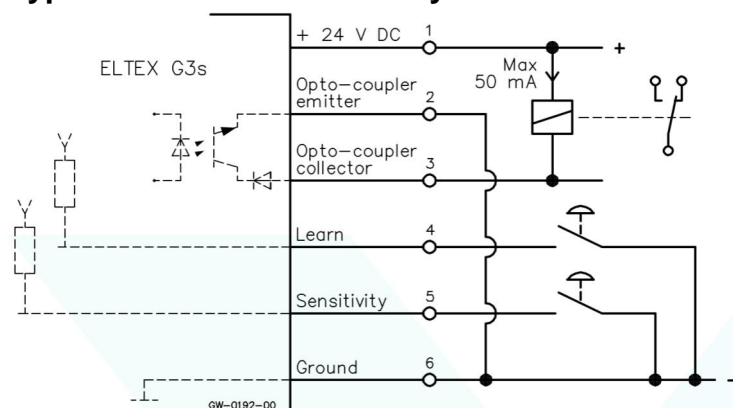 + 24 V DC
1
ELTEX G3s
Max
50 mA
+
Opto-coupler
emitter
2
Opto-coupler
collector
3
Learn
4
Sensitivity
5
Ground
6
-
GW-0192-00